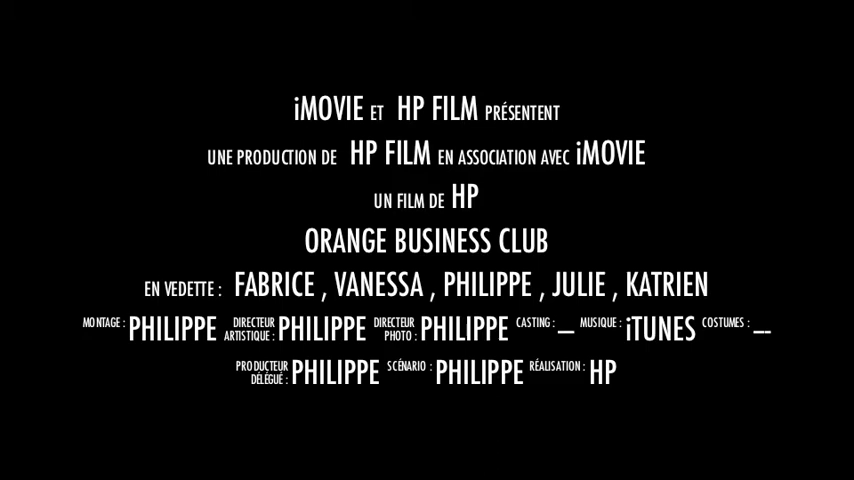 iMOVIE ET HP FILM PRÉSENTENT
UNE PRODUCTION DE HP FILM EN ASSOCIATION AVEC iMOVIE
UN FILM DE HP
ORANGE BUSINESS CLUB
EN VEDETTE : FABRICE , VANESSA , PHILIPPE , JULIE , KATRIEN
MONTAGE : PHILIPPE DIRECTEUR ARTISTIQUE : PHILIPPE DIRECTEUR PHOTO : PHILIPPE CASTING : – MUSIQUE : iTUNES COSTUMES : --
PRODUCTEUR DÉLÉGUÉ : PHILIPPE SCÉNARIO : PHILIPPE RÉALISATION : HP